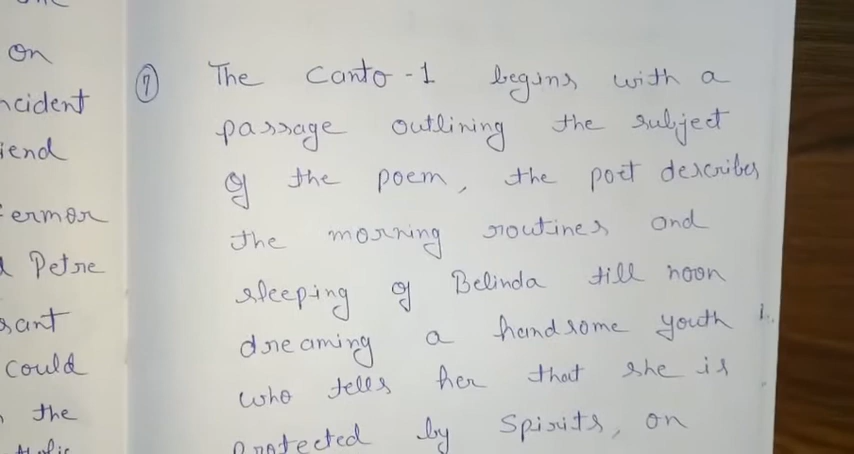 on
ncident
iend
ermor
Petre
sant
could
the
⑦ The Canto -1 begins with a
passage outlining the subject
of the poem, the poet describes
the morning routines and
sleeping of Belinda till noon
dreaming a handsome youth
who tells her that she is
protected by Spirits, on